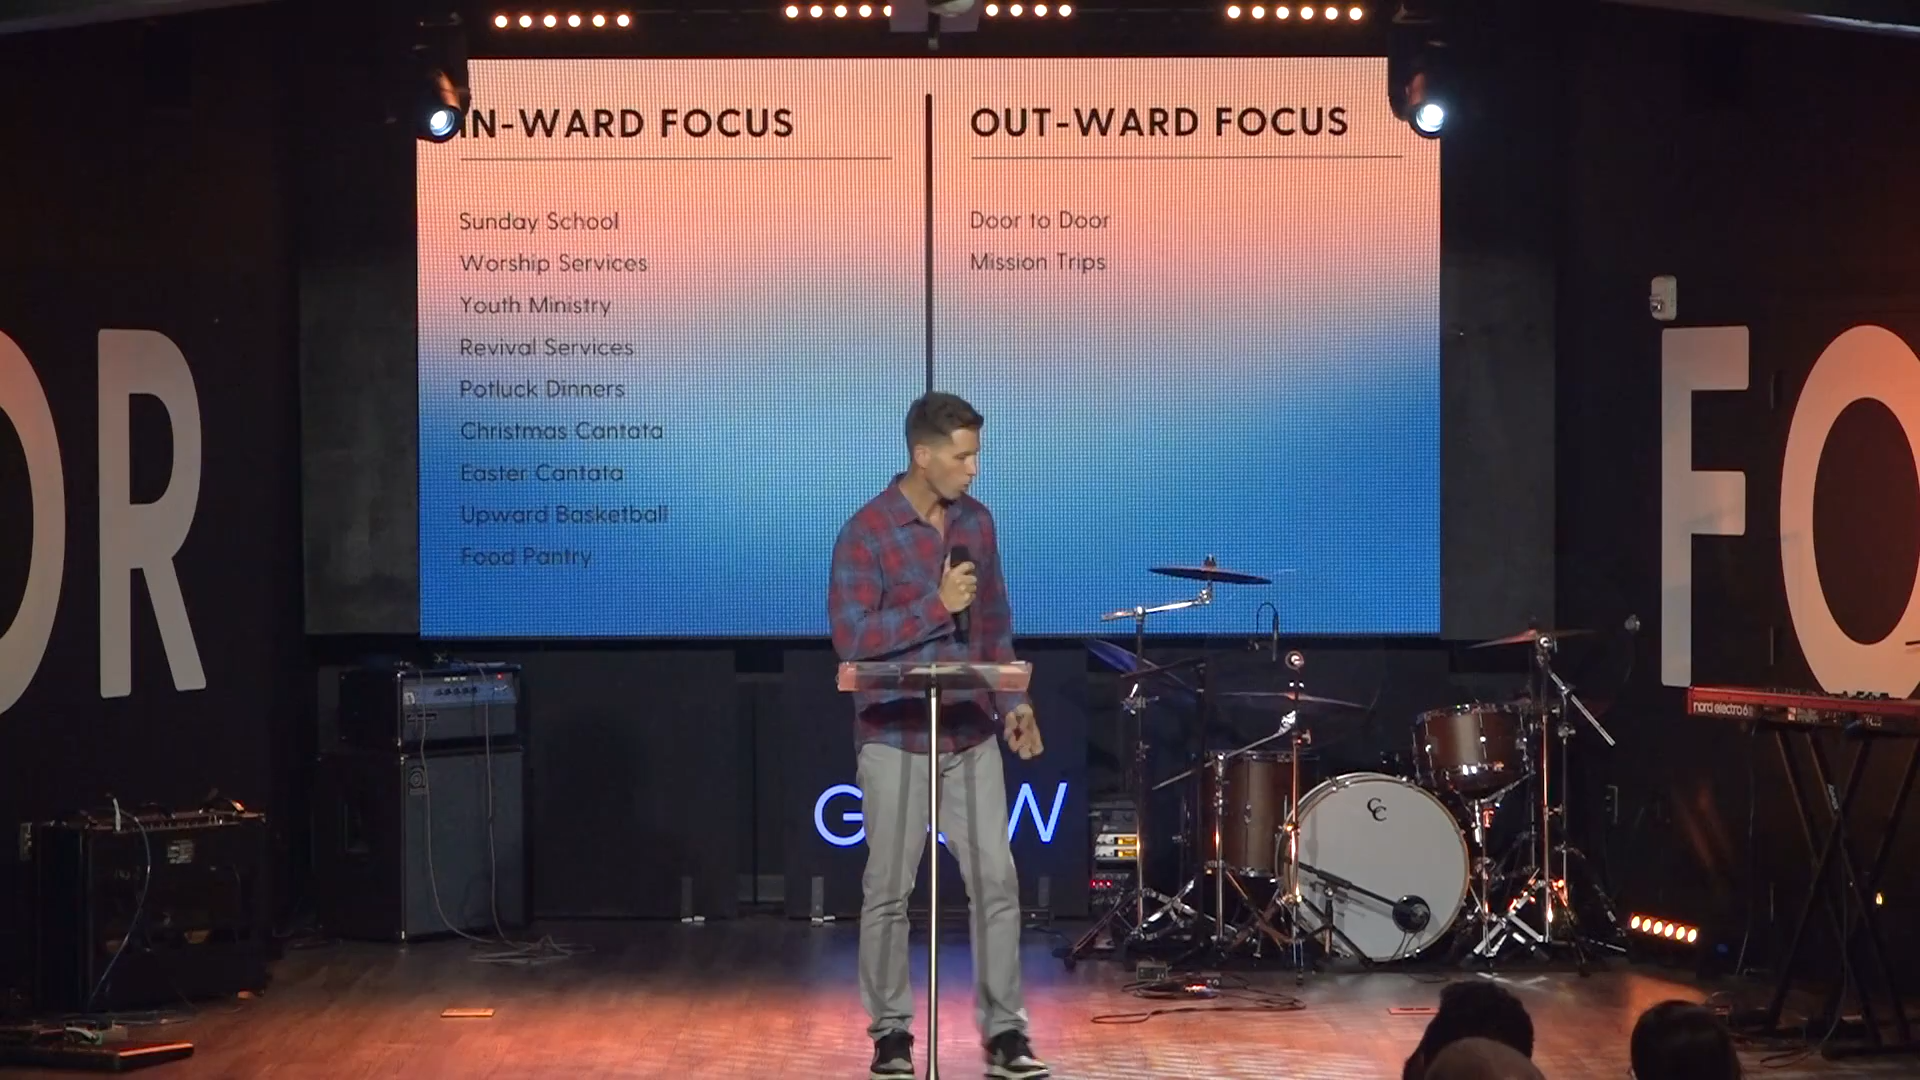 IN-WARD FOCUS
Sunday School
Worship Services
Youth Ministry
Revival Services
Potluck Dinners
Christmas Cantata
Easter Cantata
Upward Basketball
Food Pantry
OUT-WARD FOCUS
Door to Door
Mission Trips
OR
FO
G W
nord electro 6
CC